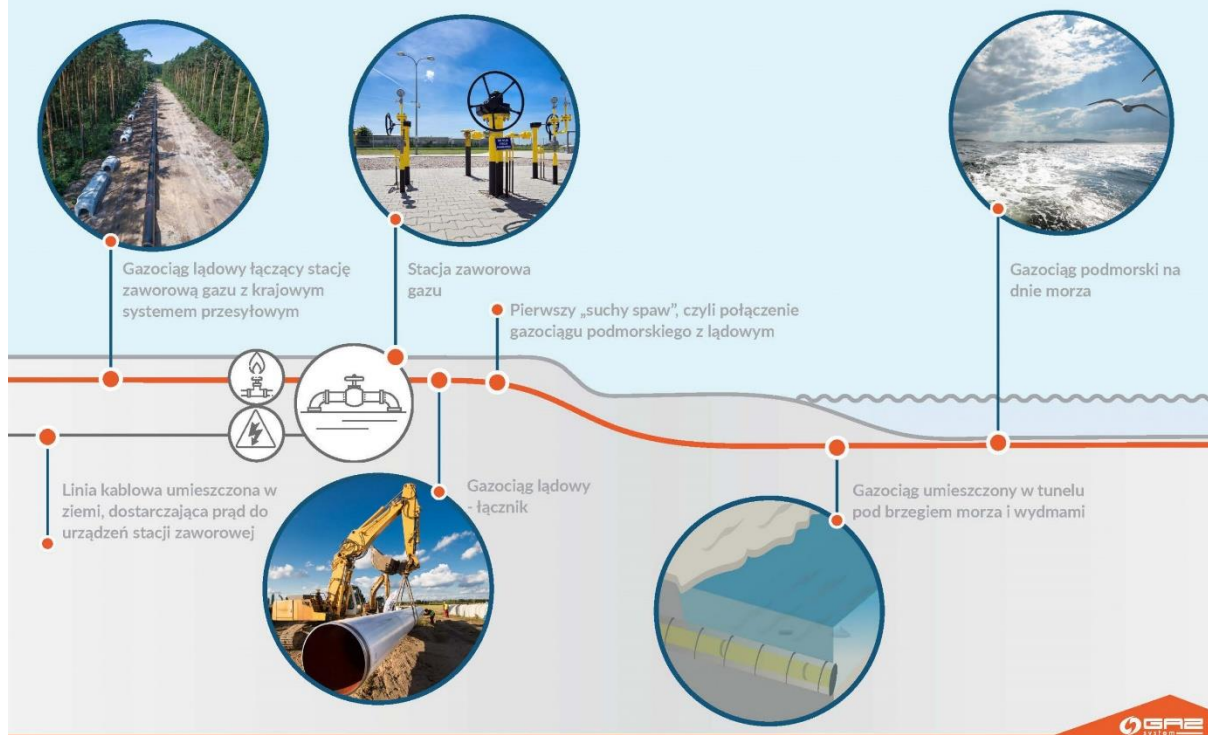 Gazociąg lądowy łączący stację
zaworową gazu z krajowym
systemem przesyłowym
Stacja zaworowa
gazu
Pierwszy „suchy spaw”, czyli połączenie
gazociągu podmorskiego z lądowym
Gazociąg podmorski na
dnie morza
Linia kablowa umieszczona w
ziemi, dostarczająca prąd do
urządzeń stacji zaworowej
Gazociąg lądowy
- łącznik
Gazociąg umieszczony w tunelu
pod brzegiem morza i wydmami
GAZ
system